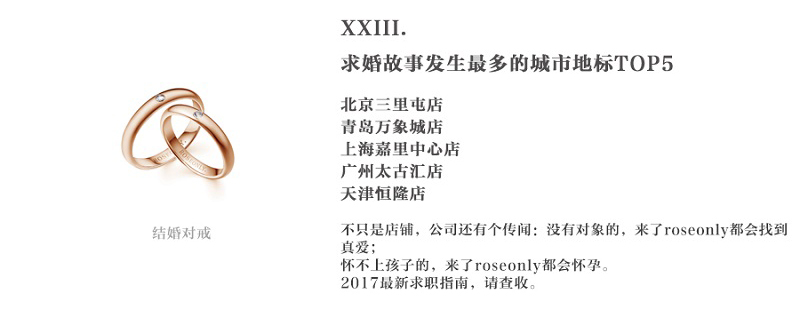 XXIII.
求婚故事发生最多的城市地标TOP5
北京三里屯店
青岛万象城店
上海嘉里中心店
广州太古汇店
天津恒隆店
结婚对戒
不只是店铺，公司还有个传闻：没有对象的，来了roseonly都会找到
真爱；
怀不上孩子的，来了roseonly都会怀孕。
2017最新求职指南，请查收。